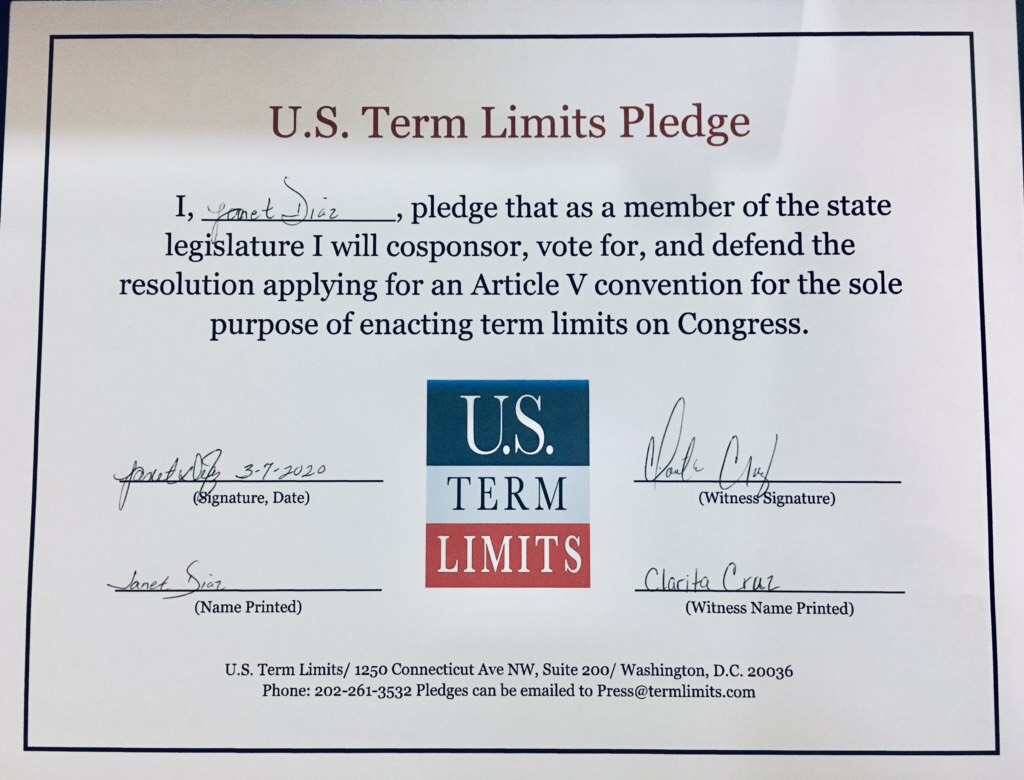 U.S. Term Limits Pledge
I, Janet Diaz, pledge that as a member of the state
legislature I will cosponsor, vote for, and defend the
resolution applying for an Article V convention for the sole
purpose of enacting term limits on Congress.
U.S.
TERM
LIMITS
Janet Diaz 3-7-2020
(Signature, Date)
(Witness Signature)
Janet Diaz
(Name Printed)
Clarita Cruz
(Witness Name Printed)
U.S. Term Limits/ 1250 Connecticut Ave NW, Suite 200/ Washington, D.C. 20036
Phone: 202-261-3532 Pledges can be emailed to Press@termlimits.com